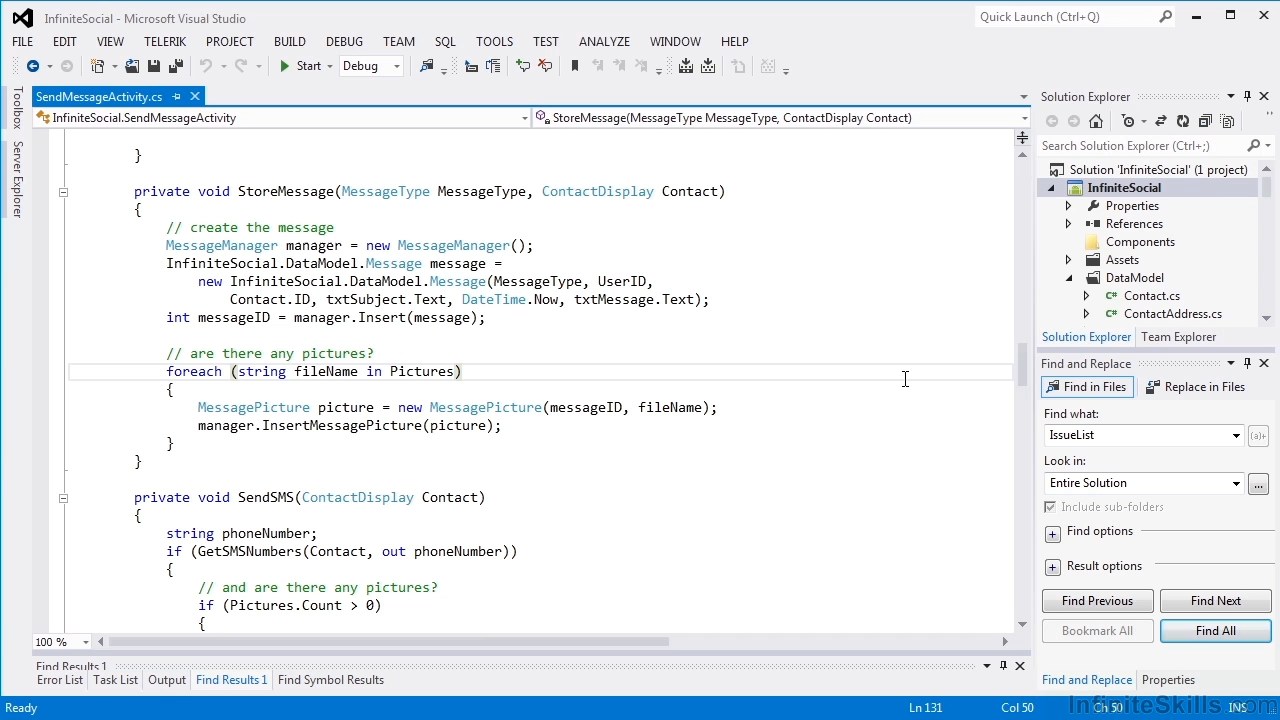 InfiniteSocial - Microsoft Visual Studio
Quick Launch (Ctrl+Q)
FILE EDIT VIEW TELERIK PROJECT BUILD DEBUG TEAM SQL TOOLS TEST ANALYZE WINDOW HELP
Start Debug
SendMessageActivity.cs
InfiniteSocial.SendMessageActivity
StoreMessage(MessageType MessageType, ContactDisplay Contact)
Toolbox
Server Explorer
}
private void StoreMessage(MessageType MessageType, ContactDisplay Contact)
{
// create the message
MessageManager manager = new MessageManager();
InfiniteSocial.DataModel.Message message =
new InfiniteSocial.DataModel.Message(MessageType, UserID,
Contact.ID, txtSubject.Text, DateTime.Now, txtMessage.Text);
int messageID = manager.Insert(message);
// are there any pictures?
foreach (string fileName in Pictures)
{
MessagePicture picture = new MessagePicture(messageID, fileName);
manager.InsertMessagePicture(picture);
}
}
private void SendSMS(ContactDisplay Contact)
{
string phoneNumber;
if (GetSMSNumbers(Contact, out phoneNumber))
{
// and are there any pictures?
if (Pictures.Count > 0)
{
100 %
Find Results 1
Error List Task List Output Find Results 1 Find Symbol Results
Solution Explorer
Search Solution Explorer (Ctrl+;)
Solution 'InfiniteSocial' (1 project)
InfiniteSocial
Properties
References
Components
Assets
DataModel
Contact.cs
ContactAddress.cs
Solution Explorer Team Explorer
Find and Replace
Find in Files Replace in Files
Find what:
IssueList
(a)+
Look in:
Entire Solution
...
Include sub-folders
Find options
Result options
Find Previous Find Next
Bookmark All Find All
Find and Replace Properties
Ready Ln 131 Col 50 Ch 50 INS
InfiniteSkills.com